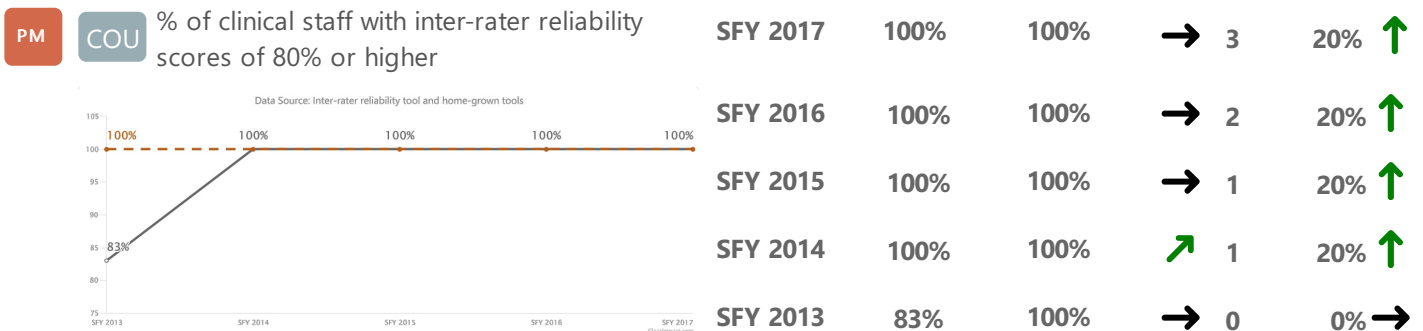 PM COU % of clinical staff with inter-rater reliability
scores of 80% or higher
Data Source: Inter-rater reliability tool and home-grown tools
105
100% 100% 100% 100% 100%
100
95
90
85 83%
80
75
SFY 2013 SFY 2014 SFY 2015 SFY 2016 SFY 2017
SFY 2017 100% 100% → 3 20% ↑
SFY 2016 100% 100% → 2 20% ↑
SFY 2015 100% 100% → 1 20% ↑
SFY 2014 100% 100% ↗ 1 20% ↑
SFY 2013 83% 100% → 0 0% →